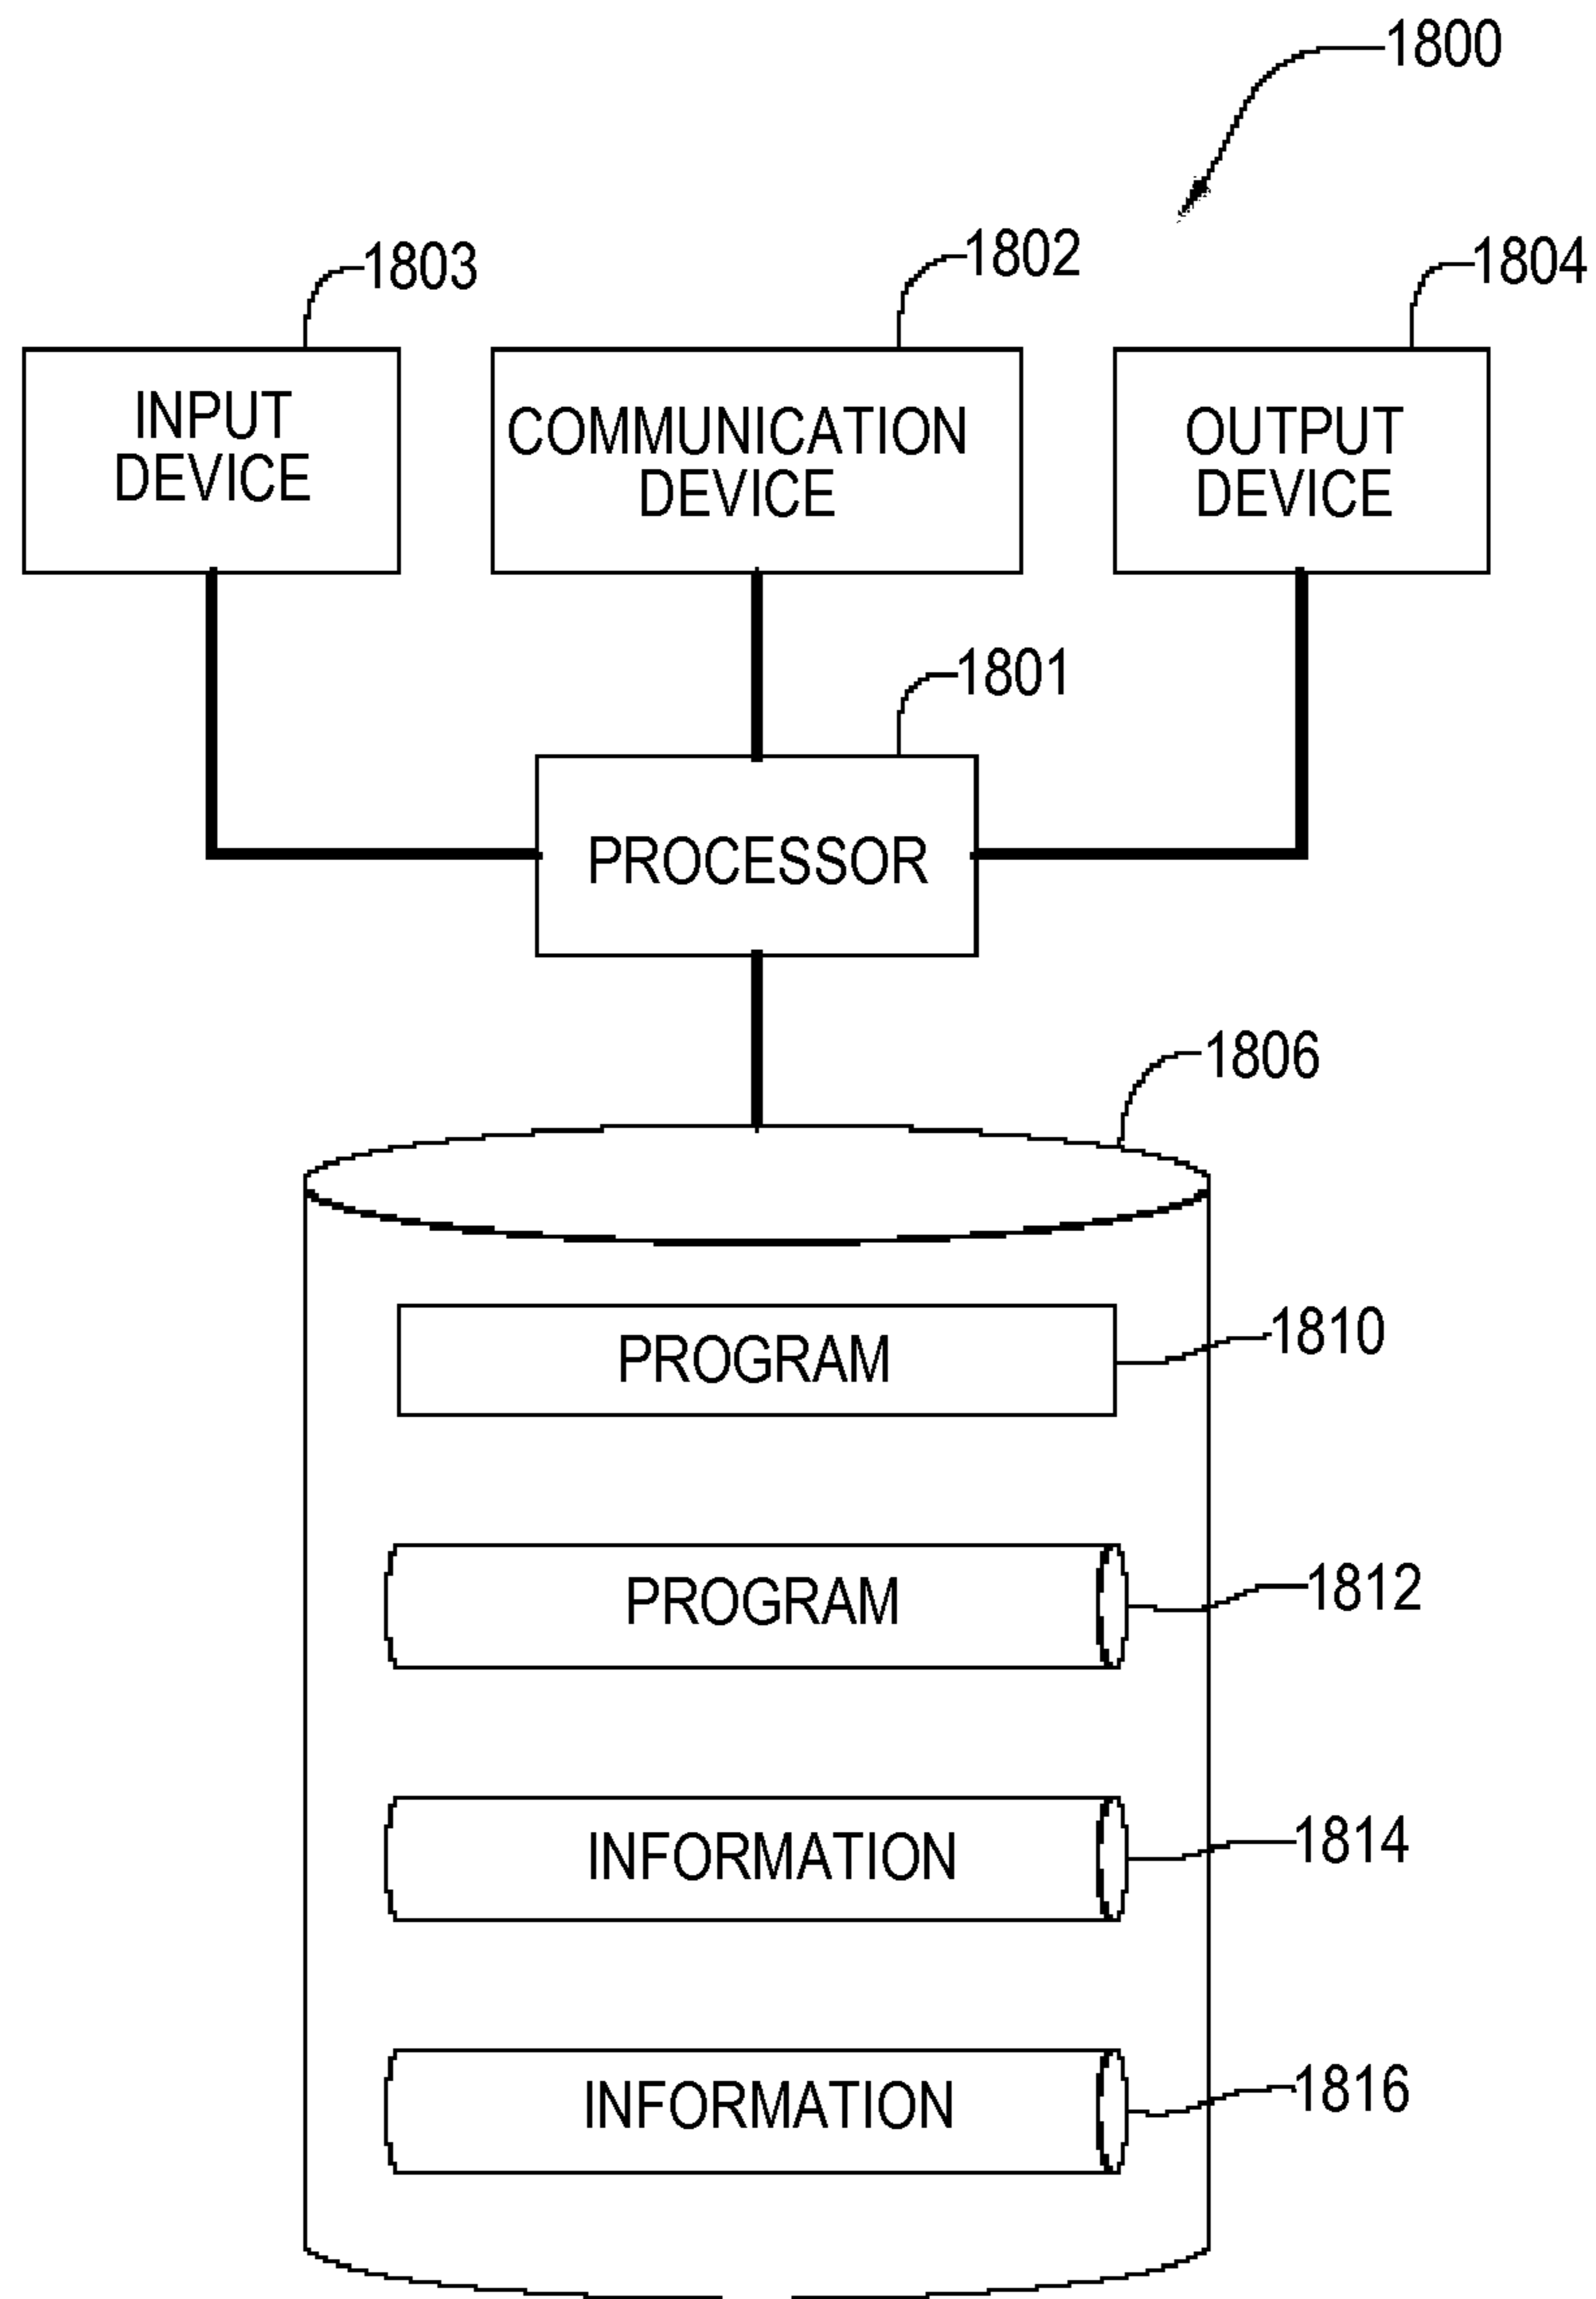 1800
1803
1802
1804
INPUT
DEVICE
COMMUNICATION
DEVICE
OUTPUT
DEVICE
1801
PROCESSOR
1806
PROGRAM
1810
PROGRAM
1812
INFORMATION
1814
INFORMATION
1816